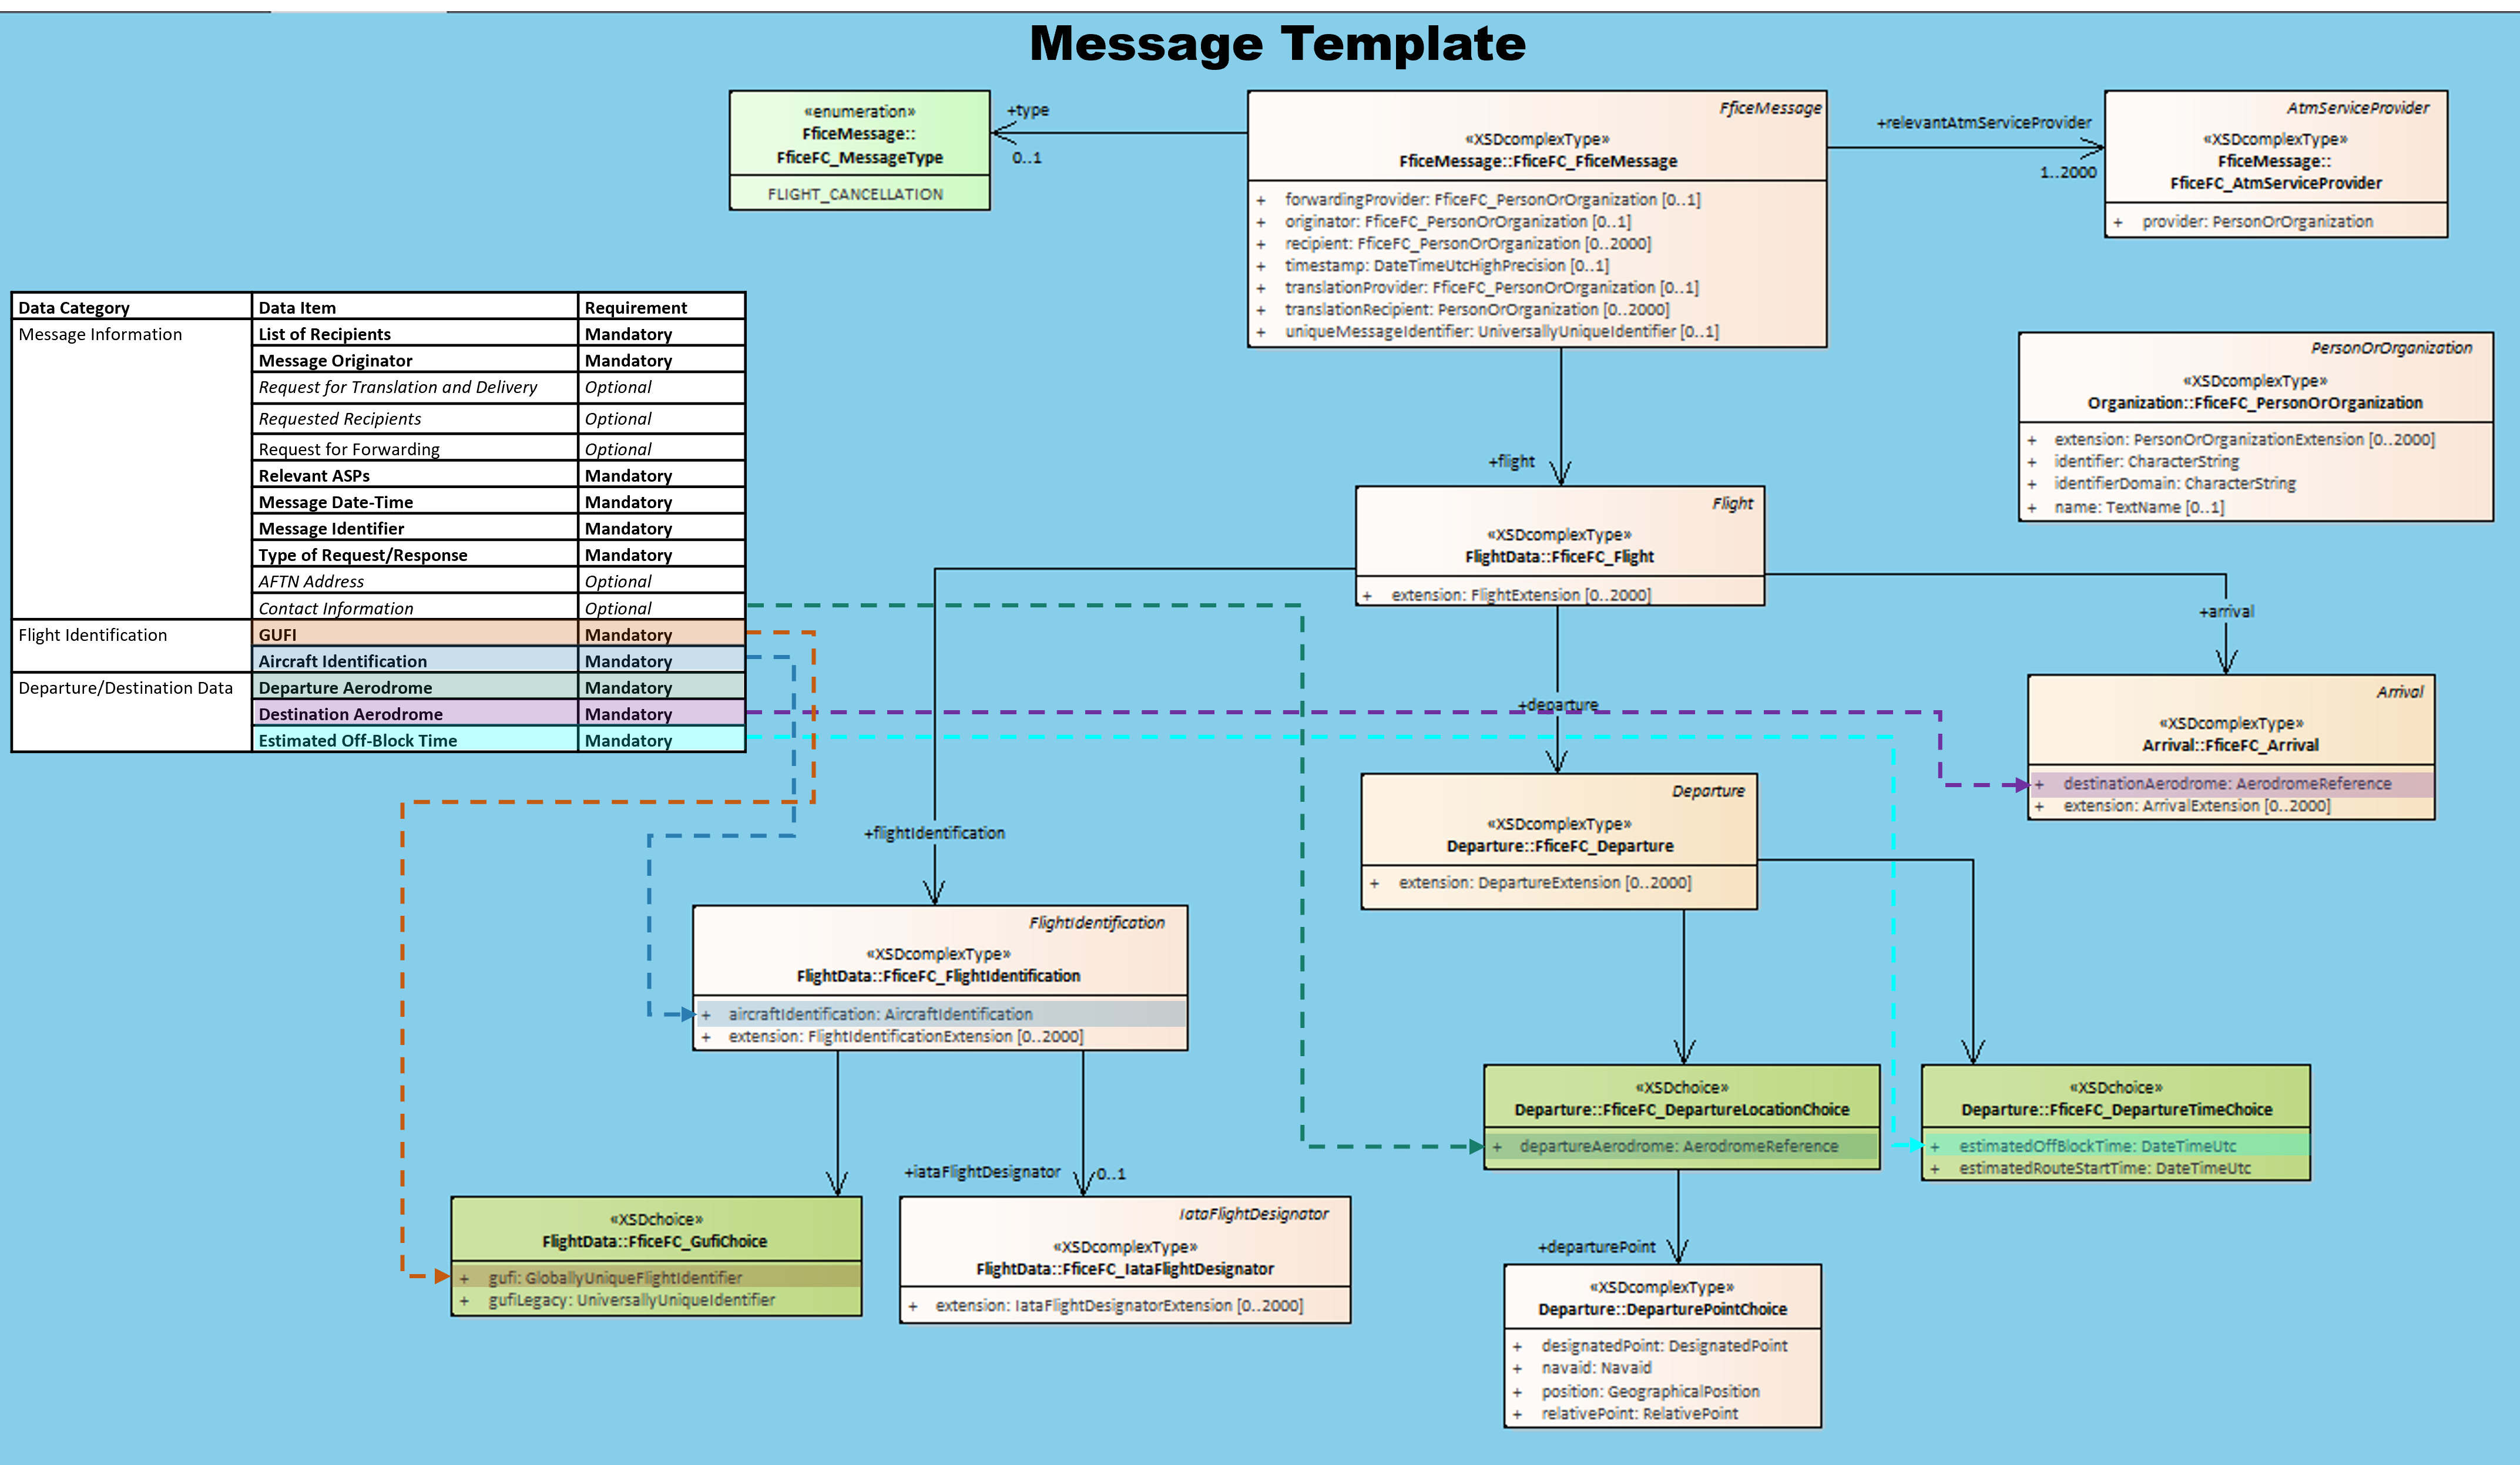 Message Template
«enumeration»
FficeMessage::
FficeFC_MessageType
FLIGHT_CANCELLATION
+type
0..1
FficeMessage
«XSDcomplexType»
FficeMessage::FficeFC_FficeMessage
+ forwardingProvider: FficeFC_PersonOrOrganization [0..1]
+ originator: FficeFC_PersonOrOrganization [0..1]
+ recipient: FficeFC_PersonOrOrganization [0..2000]
+ timestamp: DateTimeUtcHighPrecision [0..1]
+ translationProvider: FficeFC_PersonOrOrganization [0..1]
+ translationRecipient: PersonOrOrganization [0..2000]
+ uniqueMessageIdentifier: UniversallyUniqueIdentifier [0..1]
+relevantAtmServiceProvider
1..2000
AtmServiceProvider
«XSDcomplexType»
FficeMessage::
FficeFC_AtmServiceProvider
+ provider: PersonOrOrganization
Data Category Data Item Requirement
Message Information List of Recipients Mandatory
Message Originator Mandatory
Request for Translation and Delivery Optional
Requested Recipients Optional
Request for Forwarding Optional
Relevant ASPs Mandatory
Message Date-Time Mandatory
Message Identifier Mandatory
Type of Request/Response Mandatory
AFTN Address Optional
Contact Information Optional
Flight Identification GUFI Mandatory
Aircraft Identification Mandatory
Departure/Destination Data Departure Aerodrome Mandatory
Destination Aerodrome Mandatory
Estimated Off-Block Time Mandatory
PersonOrOrganization
«XSDcomplexType»
Organization::FficeFC_PersonOrOrganization
+ extension: PersonOrOrganizationExtension [0..2000]
+ identifier: CharacterString
+ identifierDomain: CharacterString
+ name: TextName [0..1]
+flight
Flight
«XSDcomplexType»
FlightData::FficeFC_Flight
+ extension: FlightExtension [0..2000]
+arrival
Arrival
«XSDcomplexType»
Arrival::FficeFC_Arrival
+ destinationAerodrome: AerodromeReference
+ extension: ArrivalExtension [0..2000]
+departure
Departure
«XSDcomplexType»
Departure::FficeFC_Departure
+ extension: DepartureExtension [0..2000]
+flightIdentification
FlightIdentification
«XSDcomplexType»
FlightData::FficeFC_FlightIdentification
+ aircraftIdentification: AircraftIdentification
+ extension: FlightIdentificationExtension [0..2000]
«XSDchoice»
Departure::FficeFC_DepartureLocationChoice
+ departureAerodrome: AerodromeReference
«XSDchoice»
Departure::FficeFC_DepartureTimeChoice
+ estimatedOffBlockTime: DateTimeUtc
+ estimatedRouteStartTime: DateTimeUtc
+iataFlightDesignator
0..1
«XSDchoice»
FlightData::FficeFC_GufiChoice
+ gufi: GloballyUniqueFlightIdentifier
+ gufiLegacy: UniversallyUniqueIdentifier
IataFlightDesignator
«XSDcomplexType»
FlightData::FficeFC_IataFlightDesignator
+ extension: IataFlightDesignatorExtension [0..2000]
+departurePoint
«XSDcomplexType»
Departure::DeparturePointChoice
+ designatedPoint: DesignatedPoint
+ navaid: Navaid
+ position: GeographicalPosition
+ relativePoint: RelativePoint